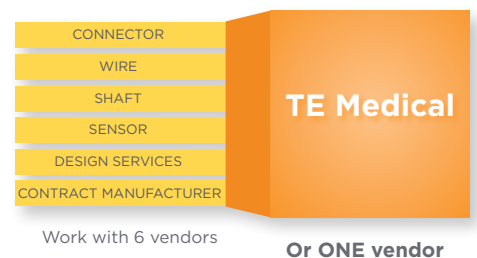 CONNECTOR
WIRE
SHAFT
SENSOR
DESIGN SERVICES
CONTRACT MANUFACTURER
TE Medical
Work with 6 vendors
Or ONE vendor